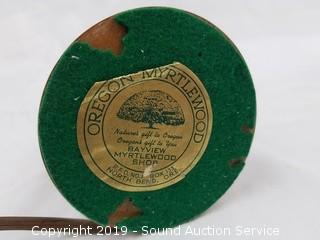 OREGON MYRTLEWOOD
Nature's gift to Oregon
Oregon's gift to You
BAYVIEW
MYRTLEWOOD
SHOP
NORTH BEND, ORE.
Copyright 2019 - Sound Auction Service